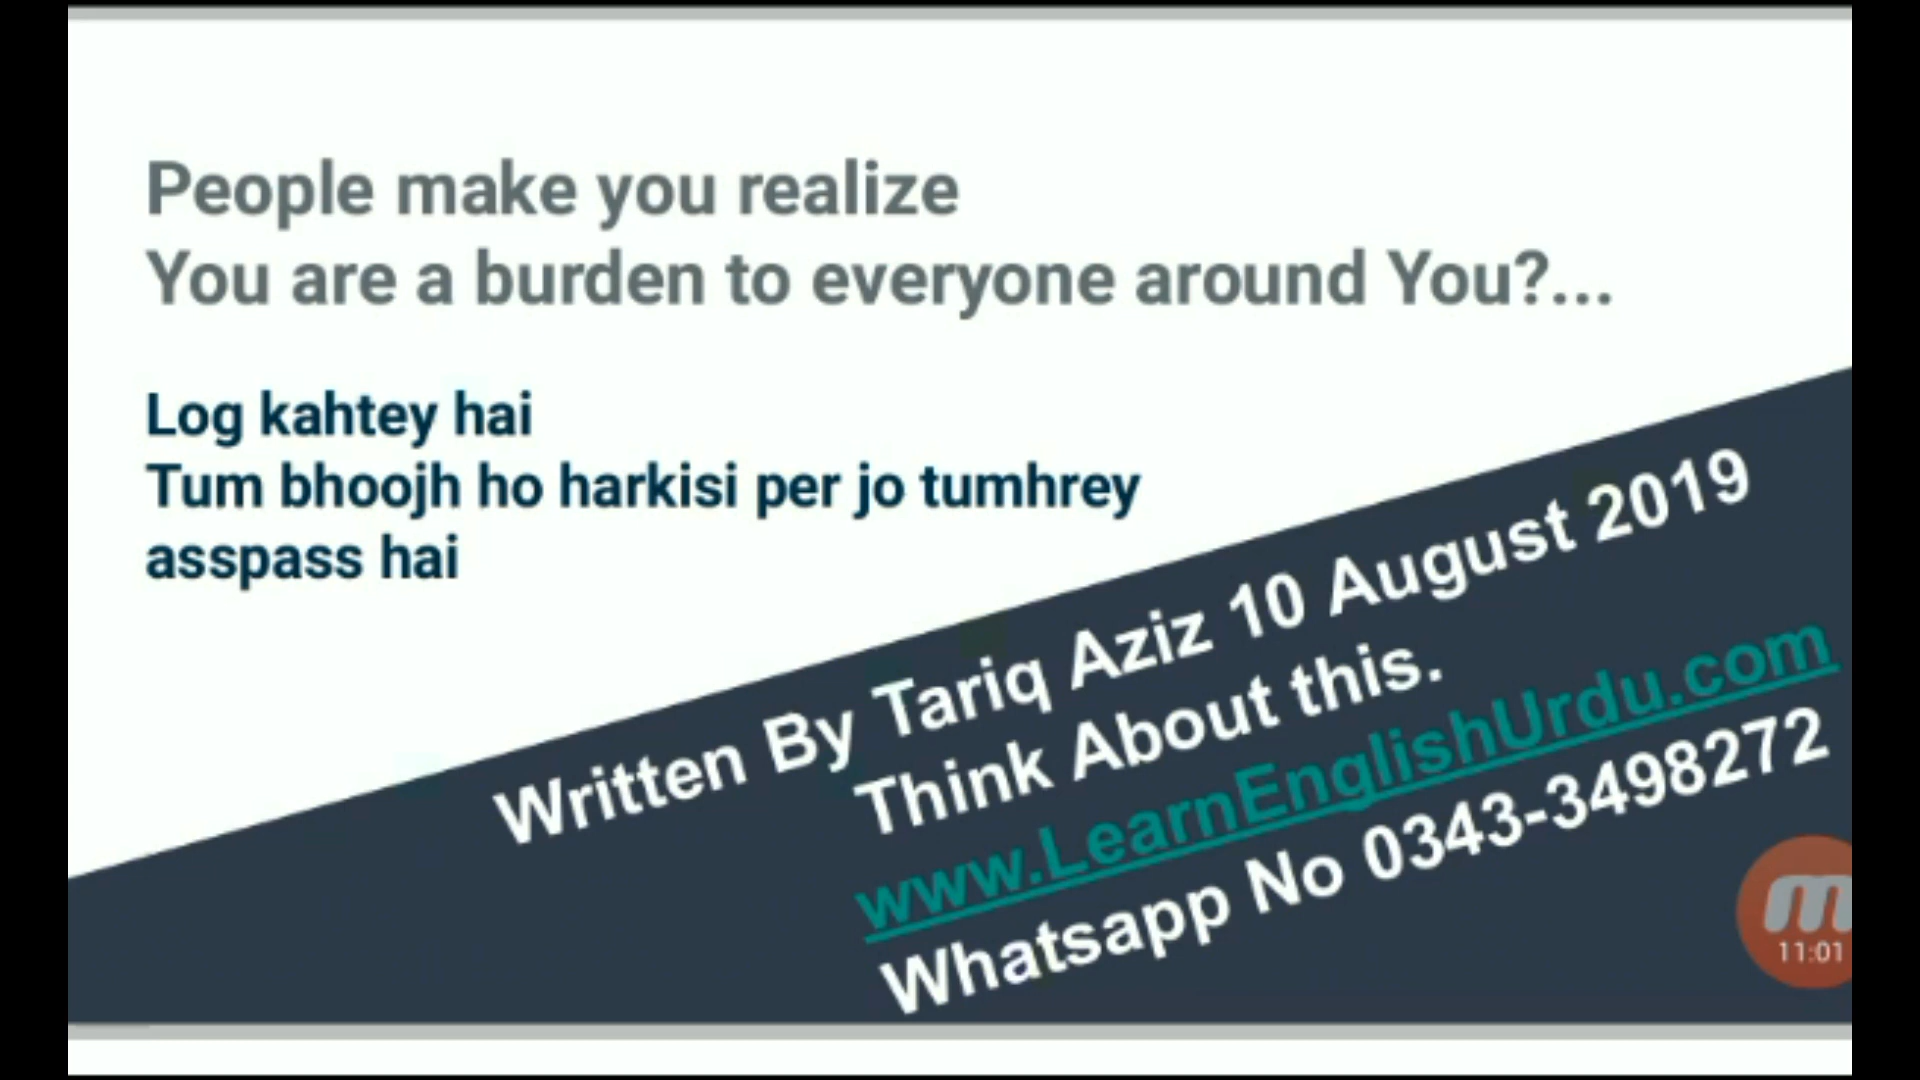 People make you realize
You are a burden to everyone around You?...
Log kahtey hai
Tum bhoojh ho harkisi per jo tumhrey
asspass hai
Written By Tariq Aziz 10 August 2019
Think About this.
www.LearnEnglishUrdu.com
Whatsapp No 0343-3498272
m
11:01